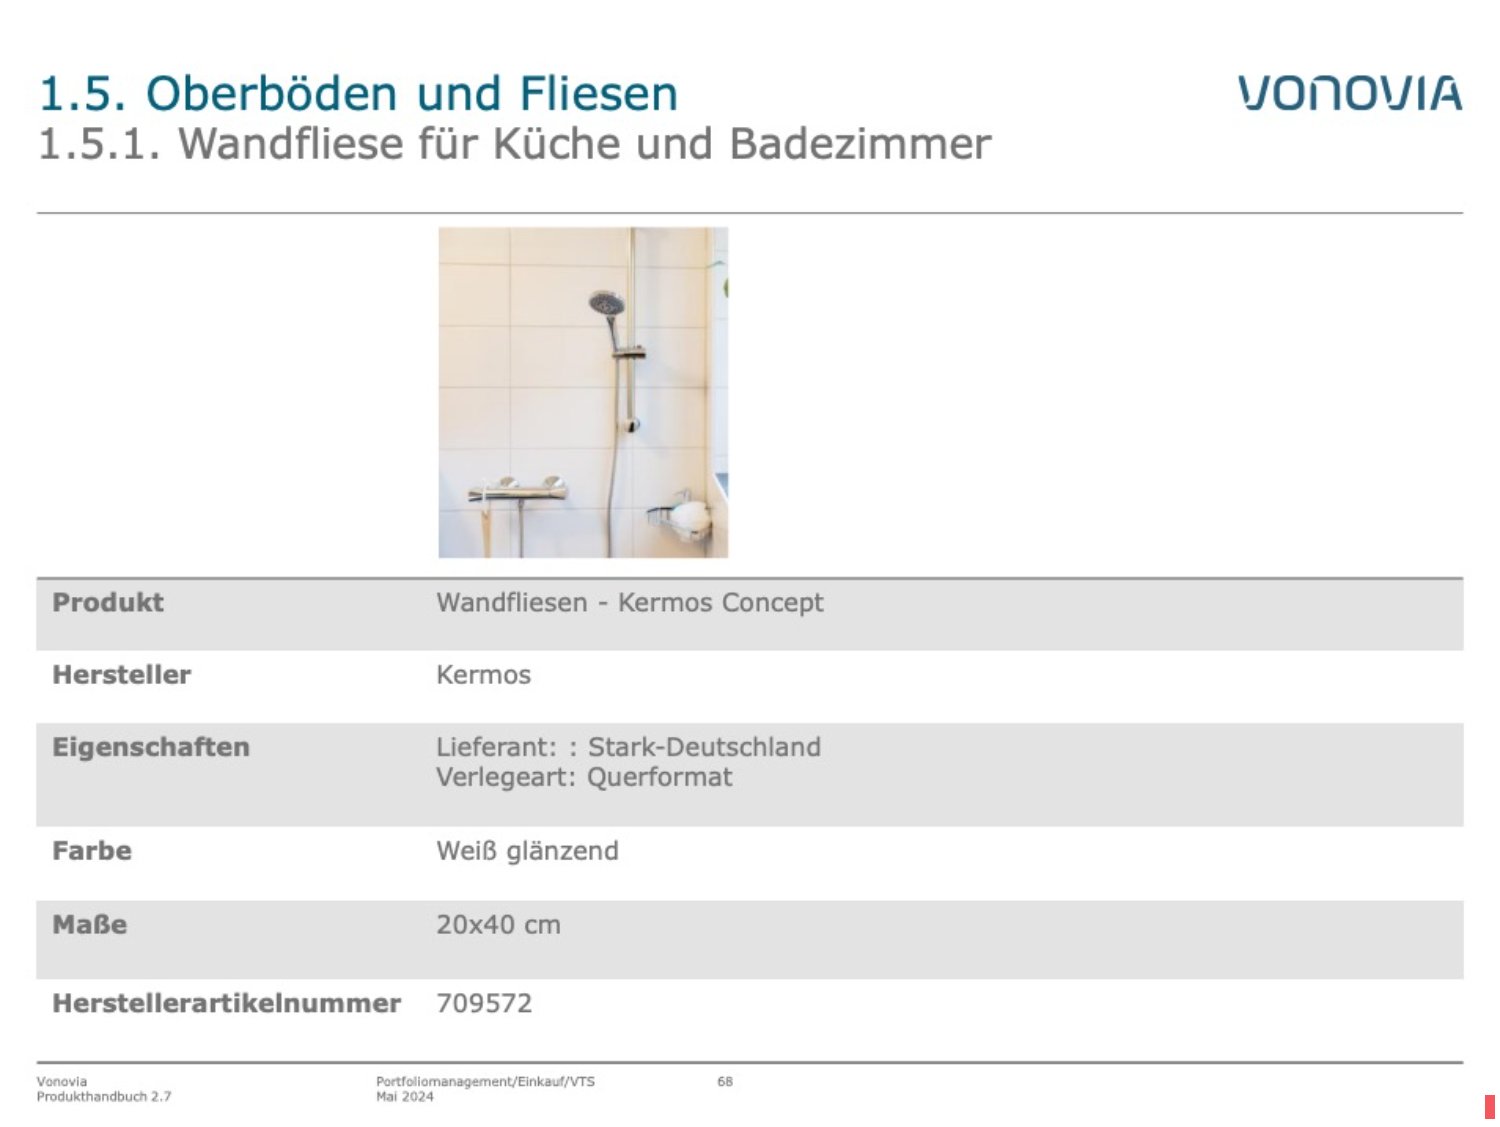 1.5. Oberböden und Fliesen
VONOVIA
1.5.1. Wandfliese für Küche und Badezimmer
Produkt Wandfliesen - Kermos Concept
Hersteller Kermos
Eigenschaften Lieferant: : Stark-Deutschland
Verlegeart: Querformat
Farbe Weiß glänzend
Maße 20x40 cm
Herstellerartikelnummer 709572
Vonovia Portfoliomanagement/Einkauf/VTS 68
Produkthandbuch 2.7 Mai 2024